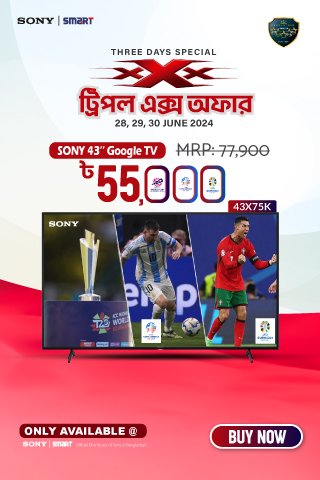 SONY | SMART
THREE DAYS SPECIAL
XXX
ট্রিপল এক্স অফার
28, 29, 30 JUNE 2024
SONY 43" Google TV
MRP: 77,900
৳55,000
43X75K
SONY
ONLY AVAILABLE @
SONY | SMART
BUY NOW